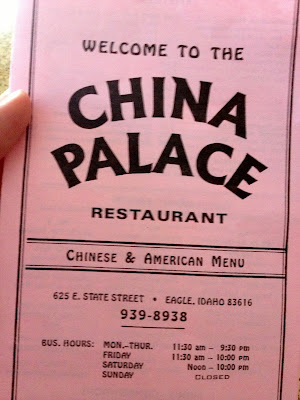 WELCOME TO THE
CHINA
PALACE
RESTAURANT
CHINESE & AMERICAN MENU
625 E. STATE STREET • EAGLE, IDAHO 83616
939-8938
BUS. HOURS: MON.-THUR. 11:30 am - 9:30 pm
FRIDAY 11:30 am - 10:00 pm
SATURDAY Noon - 10:00 pm
SUNDAY CLOSED